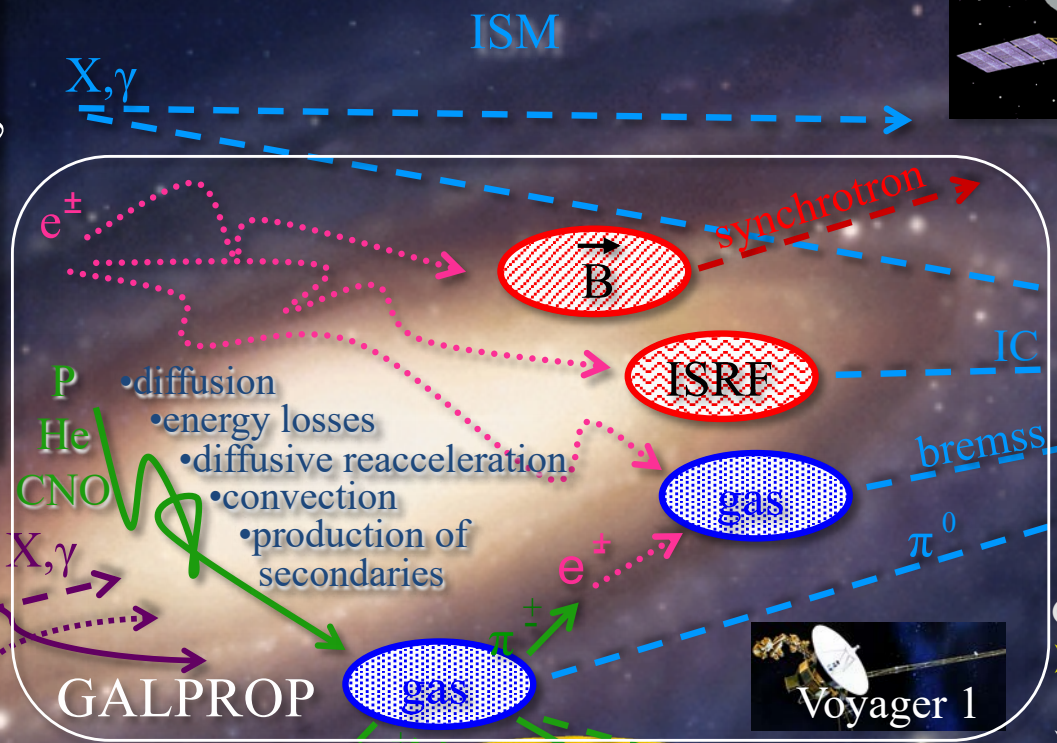 ISM
X,γ
e±
synchrotron
B
IC
ISRF
P
He
CNO
•diffusion
•energy losses
•diffusive reacceleration
•convection
•production of
secondaries
bremss
gas
π0
e±
X,γ
π±
gas
GALPROP
Voyager 1